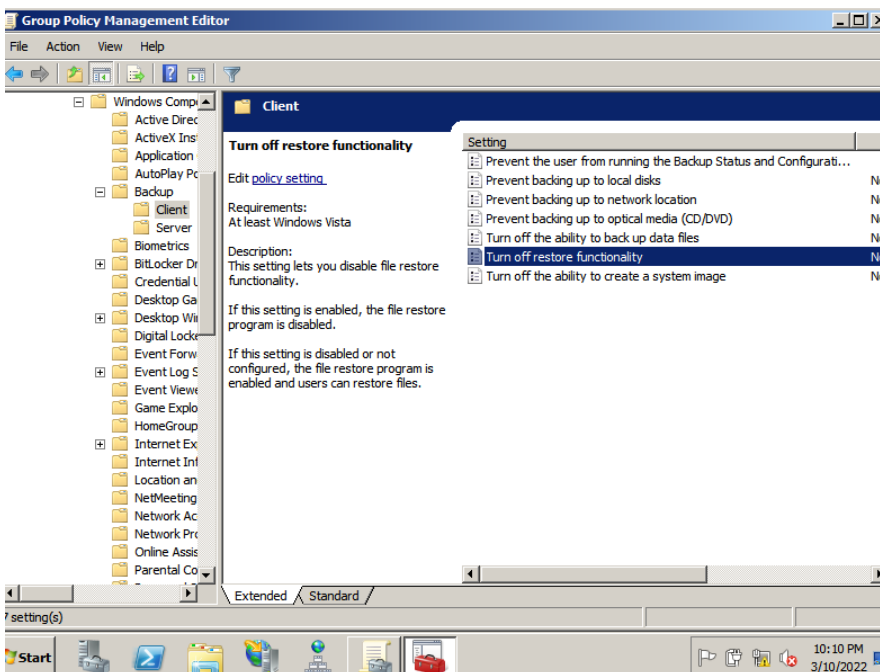 Group Policy Management Editor
File Action View Help
Windows Comp
Active Direc
ActiveX Ins
Application
AutoPlay Po
Backup
Client
Server
Biometrics
BitLocker Dr
Credential U
Desktop Ga
Desktop Wir
Digital Locke
Event Forw
Event Log S
Event Viewe
Game Explo
HomeGroup
Internet Ex
Internet Inf
Location an
NetMeeting
Network Ac
Network Pro
Online Assis
Parental Co
Client
Turn off restore functionality
Edit policy setting
Requirements:
At least Windows Vista
Description:
This setting lets you disable file restore
functionality.
If this setting is enabled, the file restore
program is disabled.
If this setting is disabled or not
configured, the file restore program is
enabled and users can restore files.
Setting
Prevent the user from running the Backup Status and Configurati...
Prevent backing up to local disks
Prevent backing up to network location
Prevent backing up to optical media (CD/DVD)
Turn off the ability to back up data files
Turn off restore functionality
Turn off the ability to create a system image
Extended Standard
7 setting(s)
Start
10:10 PM
3/10/2022